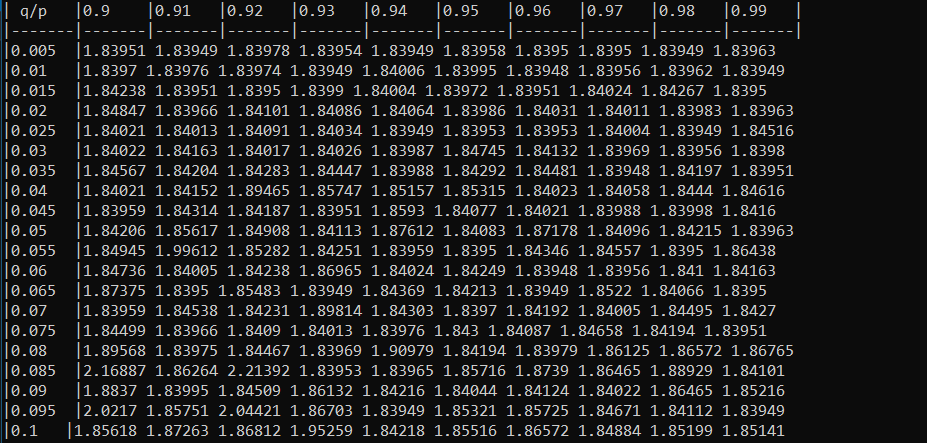 | q/p   |0.9    |0.91   |0.92   |0.93   |0.94   |0.95   |0.96   |0.97   |0.98   |0.99   |
|-------|-------|-------|-------|-------|-------|-------|-------|-------|-------|-------|
|0.005  |1.83951 1.83949 1.83978 1.83954 1.83949 1.83958 1.8395 1.8395 1.83949 1.83963
|0.01   |1.8397 1.83976 1.83974 1.83949 1.84006 1.83995 1.83948 1.83956 1.83962 1.83949
|0.015  |1.84238 1.83951 1.8395 1.8399 1.84004 1.83972 1.83951 1.84024 1.84267 1.8395
|0.02   |1.84847 1.83966 1.84101 1.84086 1.84064 1.83986 1.84031 1.84011 1.83983 1.83963
|0.025  |1.84021 1.84013 1.84091 1.84034 1.83949 1.83953 1.83953 1.84004 1.83949 1.84516
|0.03   |1.84022 1.84163 1.84017 1.84026 1.83987 1.84745 1.84132 1.83969 1.83956 1.8398
|0.035  |1.84567 1.84204 1.84283 1.84447 1.83988 1.84292 1.84481 1.83948 1.84197 1.83951
|0.04   |1.84021 1.84152 1.89465 1.85747 1.85157 1.85315 1.84023 1.84058 1.8444 1.84616
|0.045  |1.83959 1.84314 1.84187 1.83951 1.8593 1.84077 1.84021 1.83988 1.83998 1.8416
|0.05   |1.84206 1.85617 1.84908 1.84113 1.87612 1.84083 1.87178 1.84096 1.84215 1.83963
|0.055  |1.84945 1.99612 1.85282 1.84251 1.83959 1.8395 1.84346 1.84557 1.8395 1.86438
|0.06   |1.84736 1.84005 1.84238 1.86965 1.84024 1.84249 1.83948 1.83956 1.841 1.84163
|0.065  |1.87375 1.8395 1.85483 1.83949 1.84369 1.84213 1.83949 1.8522 1.84066 1.8395
|0.07   |1.83959 1.84538 1.84231 1.89814 1.84303 1.8397 1.84192 1.84005 1.84495 1.8427
|0.075  |1.84499 1.83966 1.8409 1.84013 1.83976 1.843 1.84087 1.84658 1.84194 1.83951
|0.08   |1.89568 1.83975 1.84467 1.83969 1.90979 1.84194 1.83979 1.86125 1.86572 1.86765
|0.085  |2.16887 1.86264 2.21392 1.83953 1.83965 1.85716 1.8739 1.86465 1.88929 1.84101
|0.09   |1.8837 1.83995 1.84509 1.86132 1.84216 1.84044 1.84124 1.84022 1.86465 1.85216
|0.095  |2.0217 1.85751 2.04421 1.86703 1.83949 1.85321 1.85725 1.84671 1.84112 1.83949
|0.1   |1.85618 1.87263 1.86812 1.95259 1.84218 1.85516 1.86572 1.84884 1.85199 1.85141